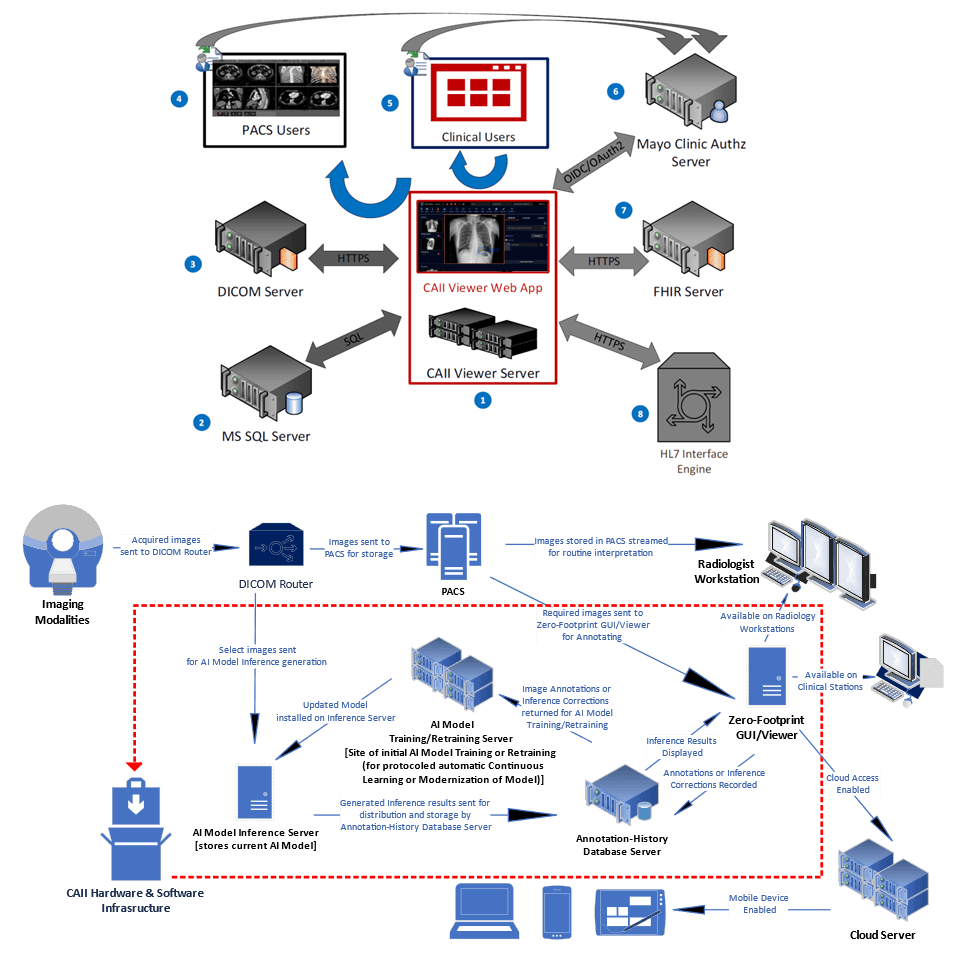 4
PACS Users
5
Clinical Users
6
Mayo Clinic Authz
Server
OIDC/OAuth2
3
DICOM Server
HTTPS
CAII Viewer Web App
HTTPS
7
FHIR Server
2
MS SQL Server
SQL
CAII Viewer Server
1
HTTPS
8
HL7 Interface
Engine
Imaging
Modalities
Acquired images
sent to DICOM Router
DICOM Router
Images sent to
PACS for storage
PACS
Images stored in PACS streamed
for routine interpretation
Radiologist
Workstation
Required images sent to
Zero-Footprint GUI/Viewer
for Annotating
Available on Radiology
Workstations
Select images sent
for AI Model Inference generation
Available on
Clinical Stations
Updated Model
installed on Inference Server
Image Annotations or
Inference Corrections
returned for AI Model
Training/Retraining
Zero-Footprint
GUI/Viewer
AI Model
Training/Retraining Server
[Site of initial AI Model Training or Retraining
(for protocoled automatic Continuous
Learning or Modernization of Model)]
Inference Results
Displayed
Annotations or Inference
Corrections Recorded
Cloud Access
Enabled
Generated Inference results sent for
distribution and storage by
Annotation-History Database Server
AI Model Inference Server
[stores current AI Model]
Annotation-History
Database Server
CAII Hardware & Software
Infrasructure
Mobile Device
Enabled
Cloud Server